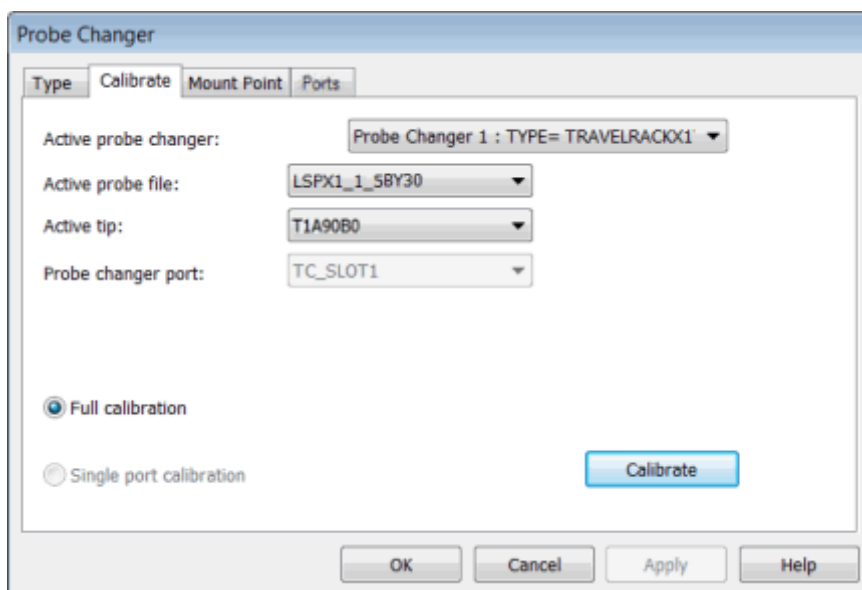 Probe Changer
Type Calibrate Mount Point Ports
Active probe changer: Probe Changer 1 : TYPE= TRAVELRACKX1
Active probe file: LSPX1_1_5BY30
Active tip: T1A90B0
Probe changer port: TC_SLOT1
Full calibration
Single port calibration Calibrate
OK Cancel Apply Help